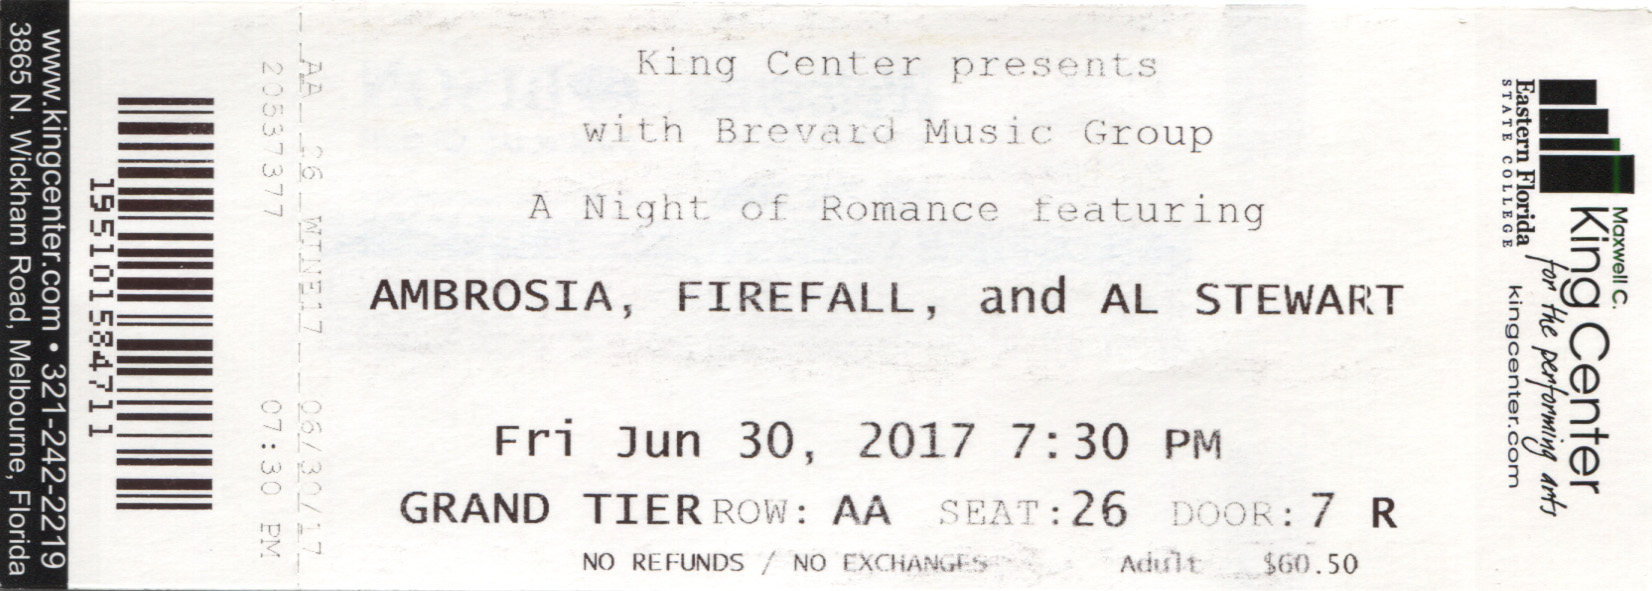 www.kingcenter.com • 321-242-2219
3865 N. Wickham Road, Melbourne, Florida
195101584711
AA 26 WINE17 06/30/17
20537377 07:30 PM
King Center presents
with Brevard Music Group
A Night of Romance featuring
AMBROSIA, FIREFALL, and AL STEWART
Fri Jun 30, 2017 7:30 PM
GRAND TIER ROW: AA SEAT:26 DOOR:7 R
NO REFUNDS / NO EXCHANGES Adult $60.50
Maxwell C.
King Center
for the performing arts
Eastern Florida
STATE COLLEGE
kingcenter.com